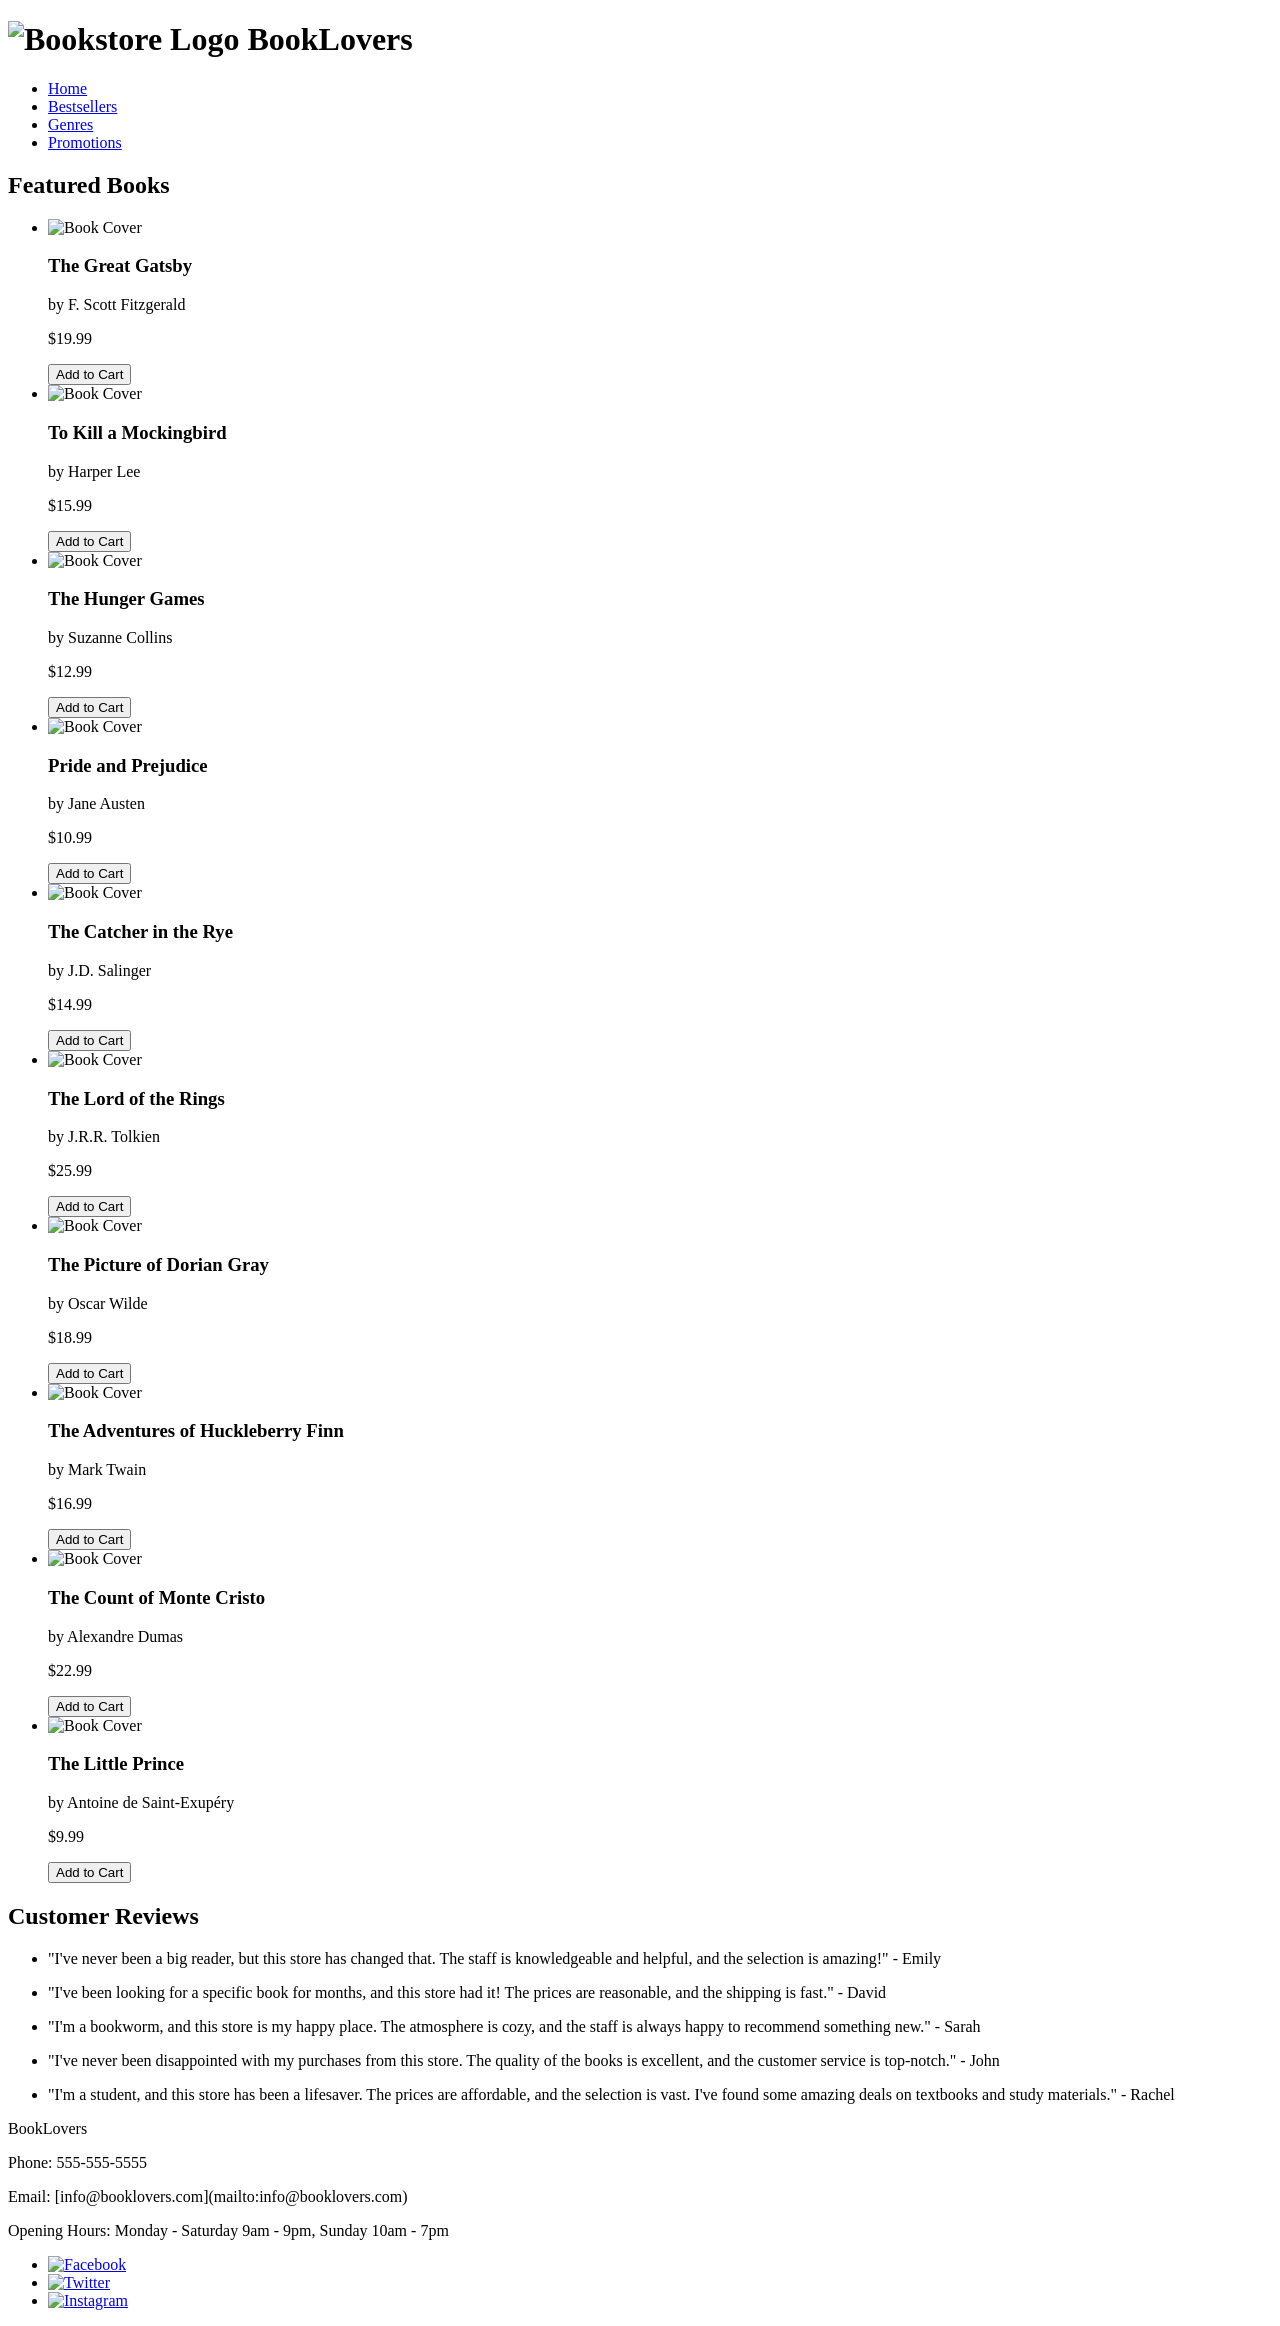 Bookstore Logo BookLovers
Home
Bestsellers
Genres
Promotions
Featured Books
Book Cover
The Great Gatsby
by F. Scott Fitzgerald
$19.99
Add to Cart
Book Cover
To Kill a Mockingbird
by Harper Lee
$15.99
Add to Cart
Book Cover
The Hunger Games
by Suzanne Collins
$12.99
Add to Cart
Book Cover
Pride and Prejudice
by Jane Austen
$10.99
Add to Cart
Book Cover
The Catcher in the Rye
by J.D. Salinger
$14.99
Add to Cart
Book Cover
The Lord of the Rings
by J.R.R. Tolkien
$25.99
Add to Cart
Book Cover
The Picture of Dorian Gray
by Oscar Wilde
$18.99
Add to Cart
Book Cover
The Adventures of Huckleberry Finn
by Mark Twain
$16.99
Add to Cart
Book Cover
The Count of Monte Cristo
by Alexandre Dumas
$22.99
Add to Cart
Book Cover
The Little Prince
by Antoine de Saint-Exupéry
$9.99
Add to Cart
Customer Reviews
"I've never been a big reader, but this store has changed that. The staff is knowledgeable and helpful, and the selection is amazing!" - Emily
"I've been looking for a specific book for months, and this store had it! The prices are reasonable, and the shipping is fast." - David
"I'm a bookworm, and this store is my happy place. The atmosphere is cozy, and the staff is always happy to recommend something new." - Sarah
"I've never been disappointed with my purchases from this store. The quality of the books is excellent, and the customer service is top-notch." - John
"I'm a student, and this store has been a lifesaver. The prices are affordable, and the selection is vast. I've found some amazing deals on textbooks and study materials." - Rachel
BookLovers
Phone: 555-555-5555
Email: [info@booklovers.com](mailto:info@booklovers.com)
Opening Hours: Monday - Saturday 9am - 9pm, Sunday 10am - 7pm
Facebook
Twitter
Instagram